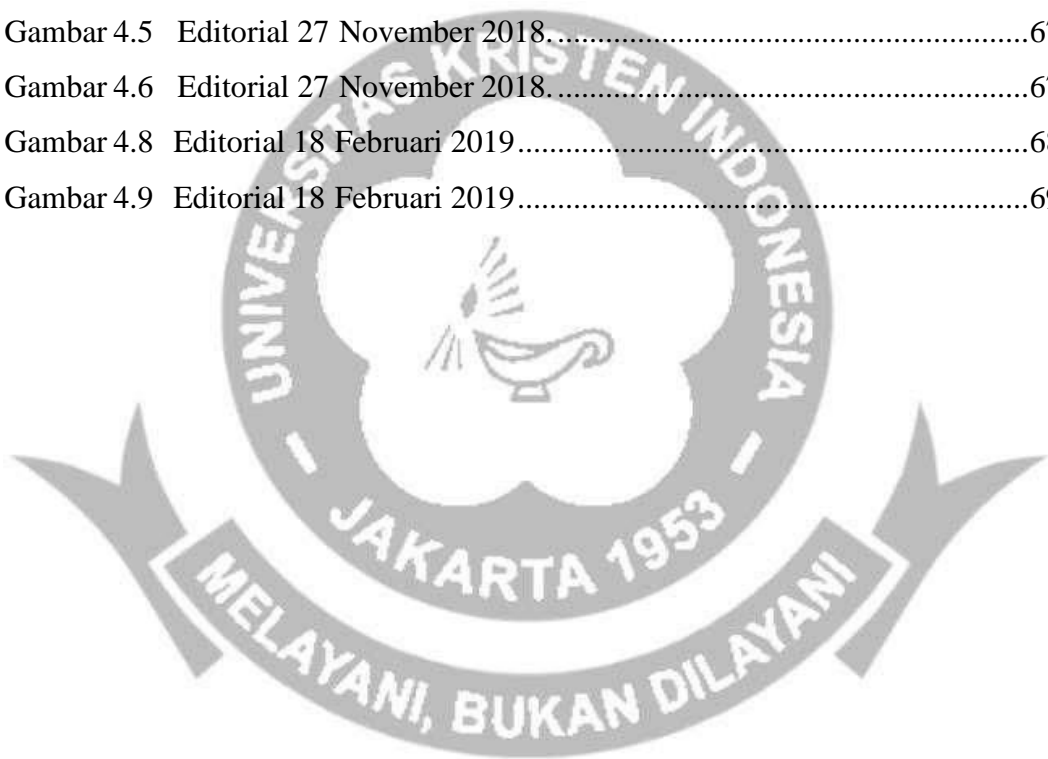 Gambar 4.5 Editorial 27 November 2018. ............................................................................6
Gambar 4.6 Editorial 27 November 2018. ............................................................................6
Gambar 4.8 Editorial 18 Februari 2019..................................................................................6
Gambar 4.9 Editorial 18 Februari 2019..................................................................................6
UNIVERSITAS KRISTEN INDONESIA
– JAKARTA 1953 –
MELAYANI, BUKAN DILAYANI